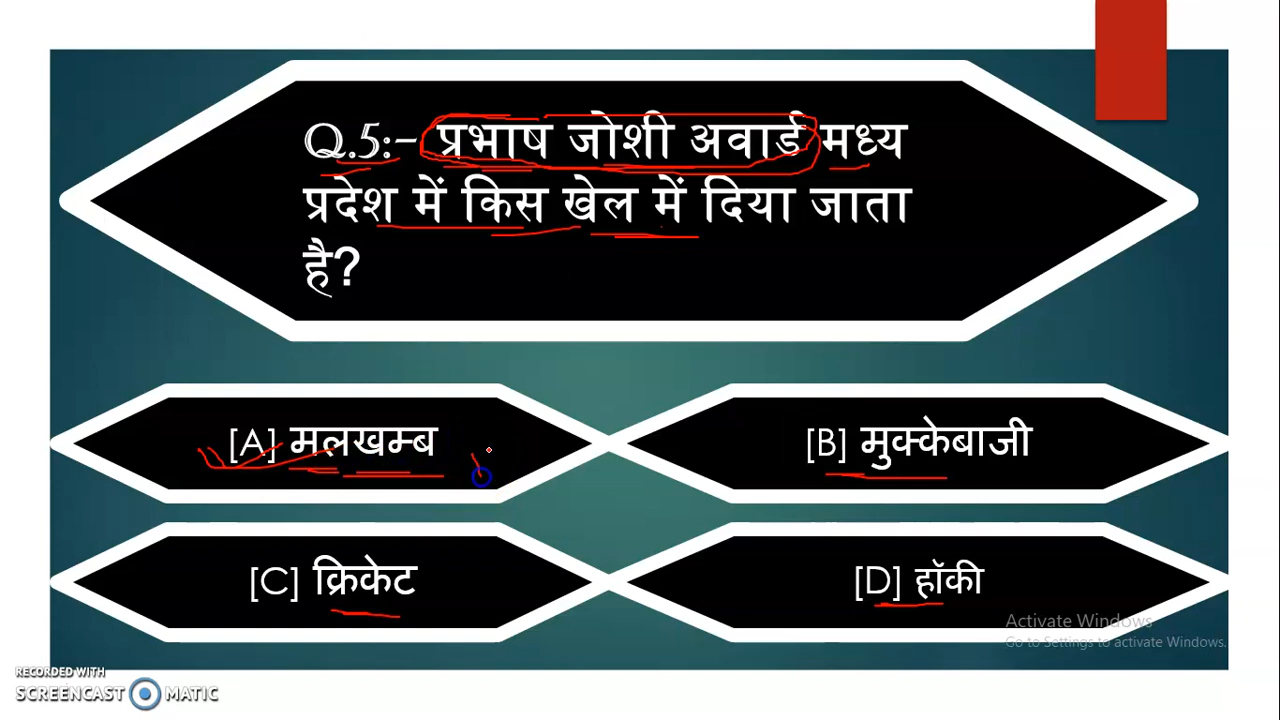 Q.5:- प्रभाष जोशी अवार्ड मध्य
प्रदेश में किस खेल में दिया जाता
है?
[A] मलखम्ब
[B] मुक्केबाजी
[C] क्रिकेट
[D] हॉकी
Activate Windows
Go to Settings to activate Windows.
RECORDED WITH
SCREENCAST MATIC